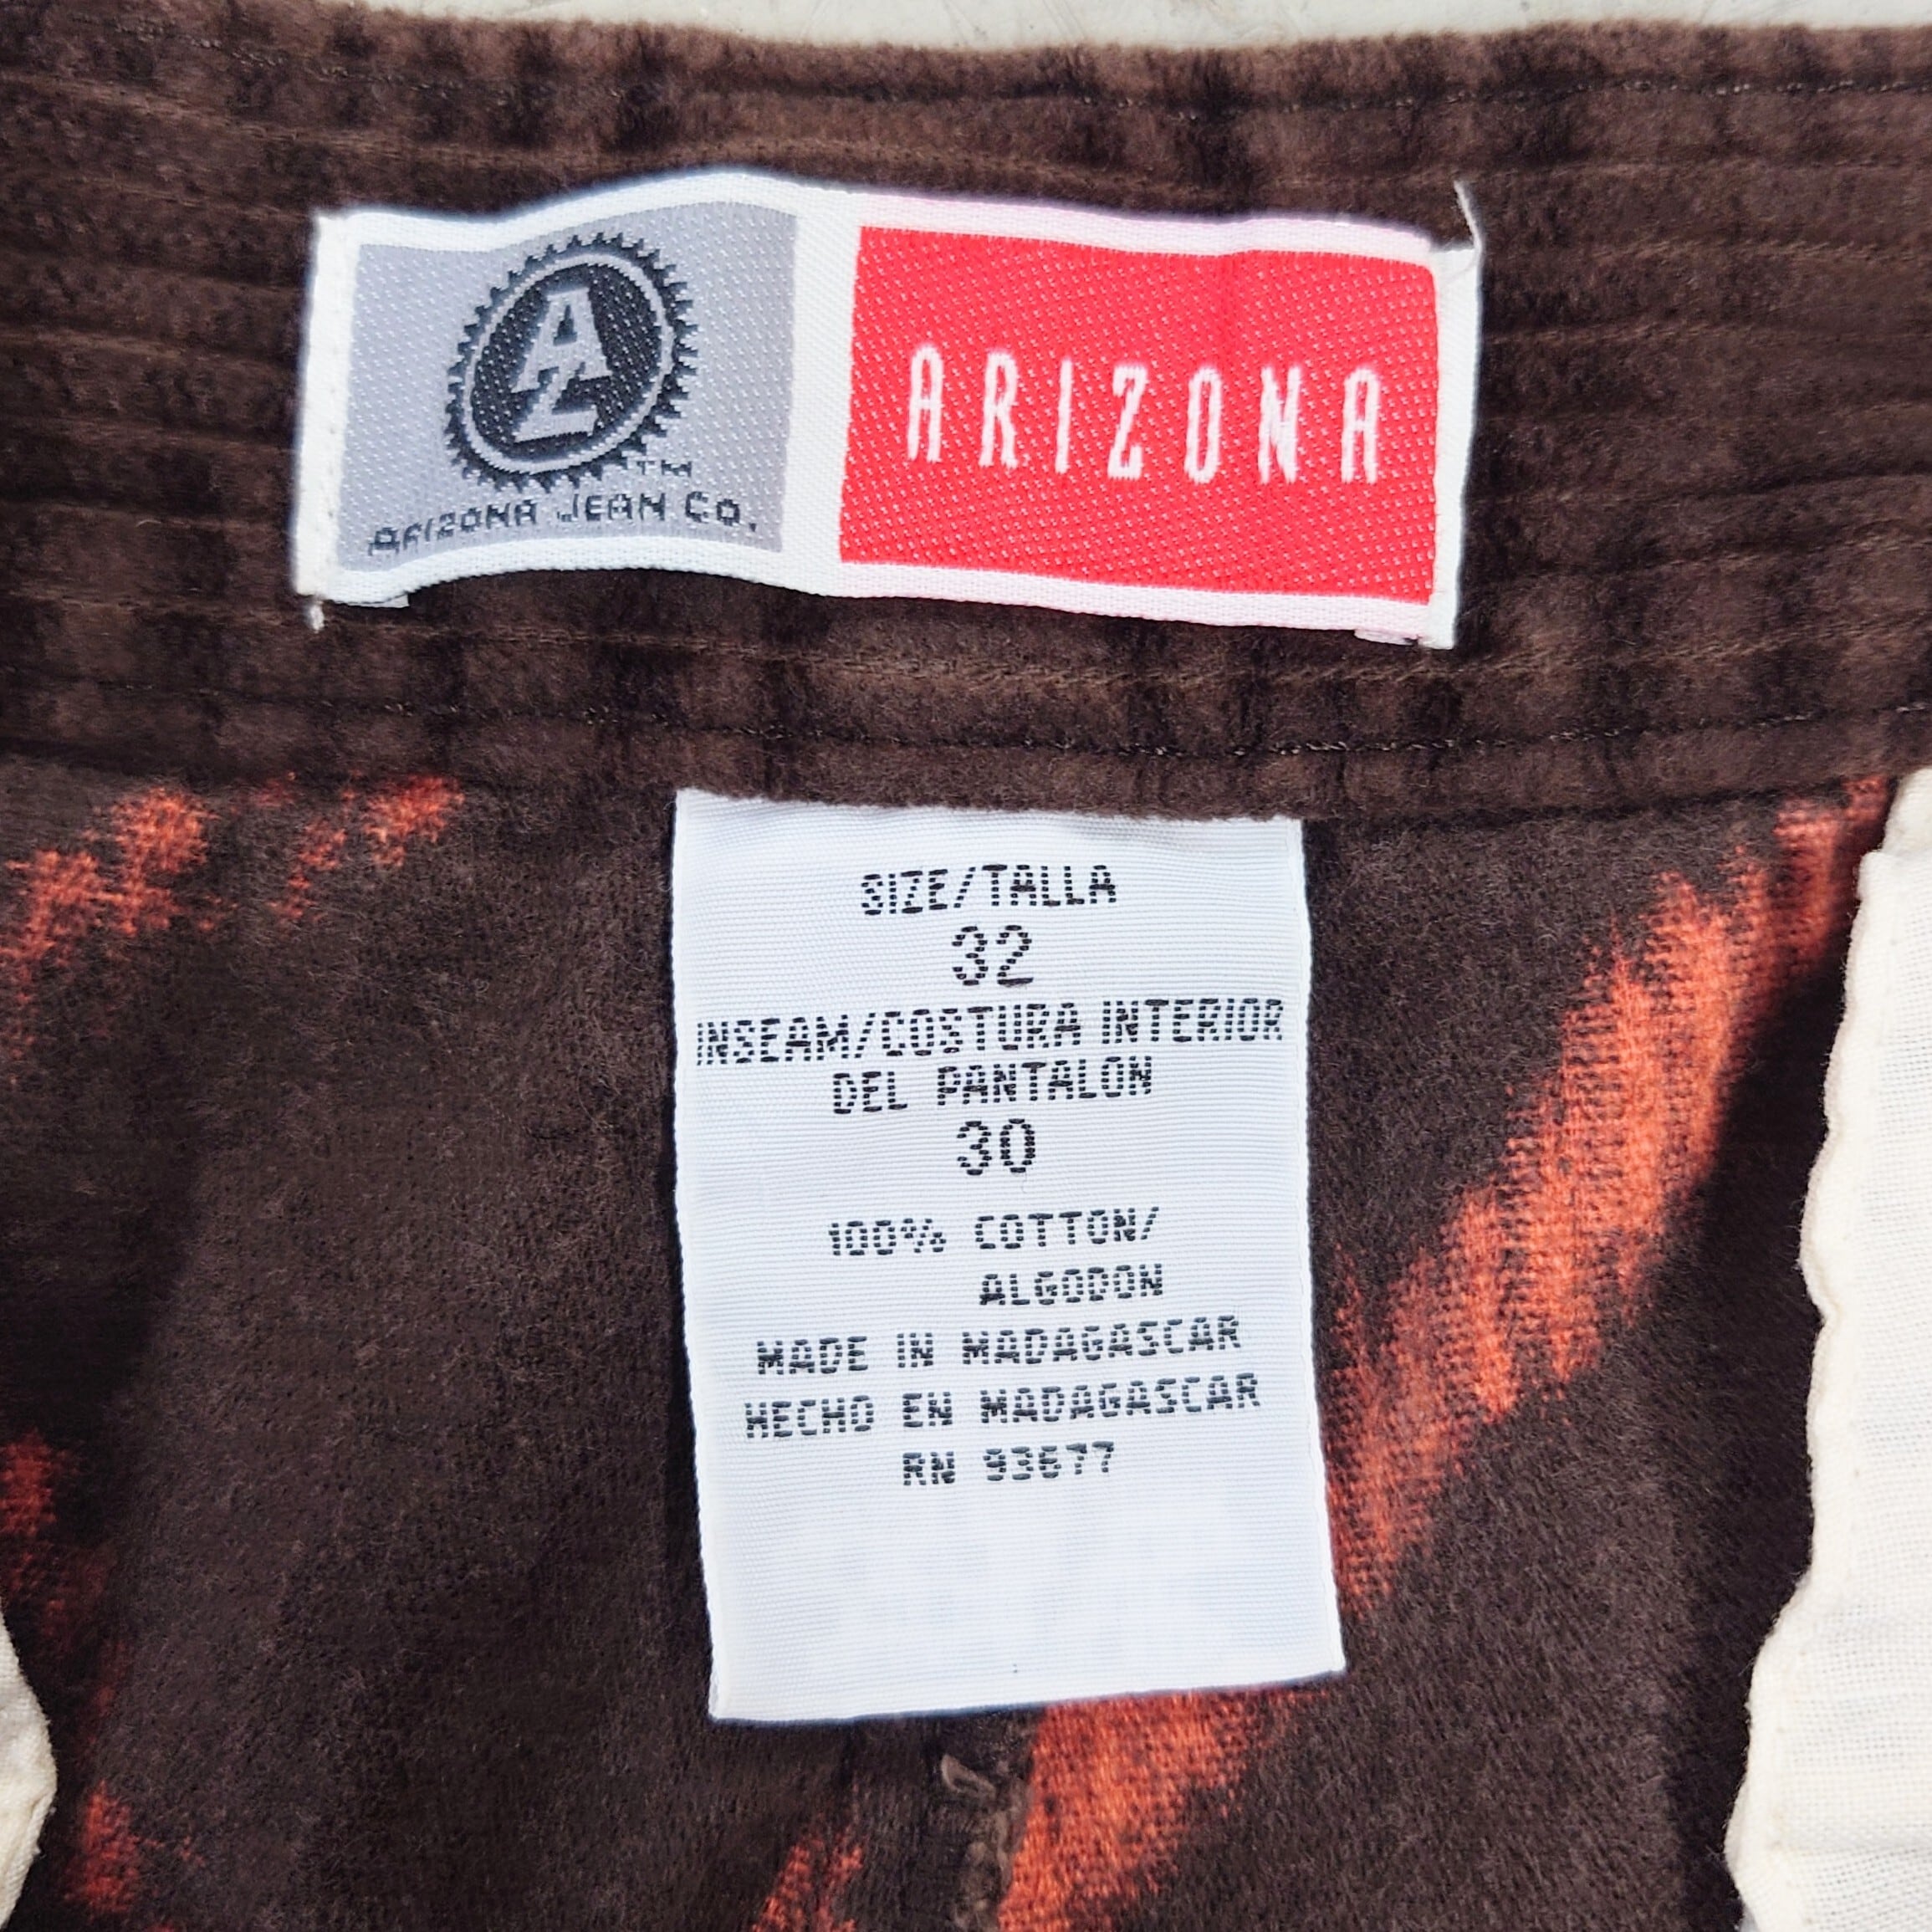 AZ
TM
ARIZONA JEAN CO.
ARIZONA
SIZE/TALLA
32
INSEAM/COSTURA INTERIOR
DEL PANTALON
30
100% COTTON/
ALGODON
MADE IN MADAGASCAR
HECHO EN MADAGASCAR
RN 93677